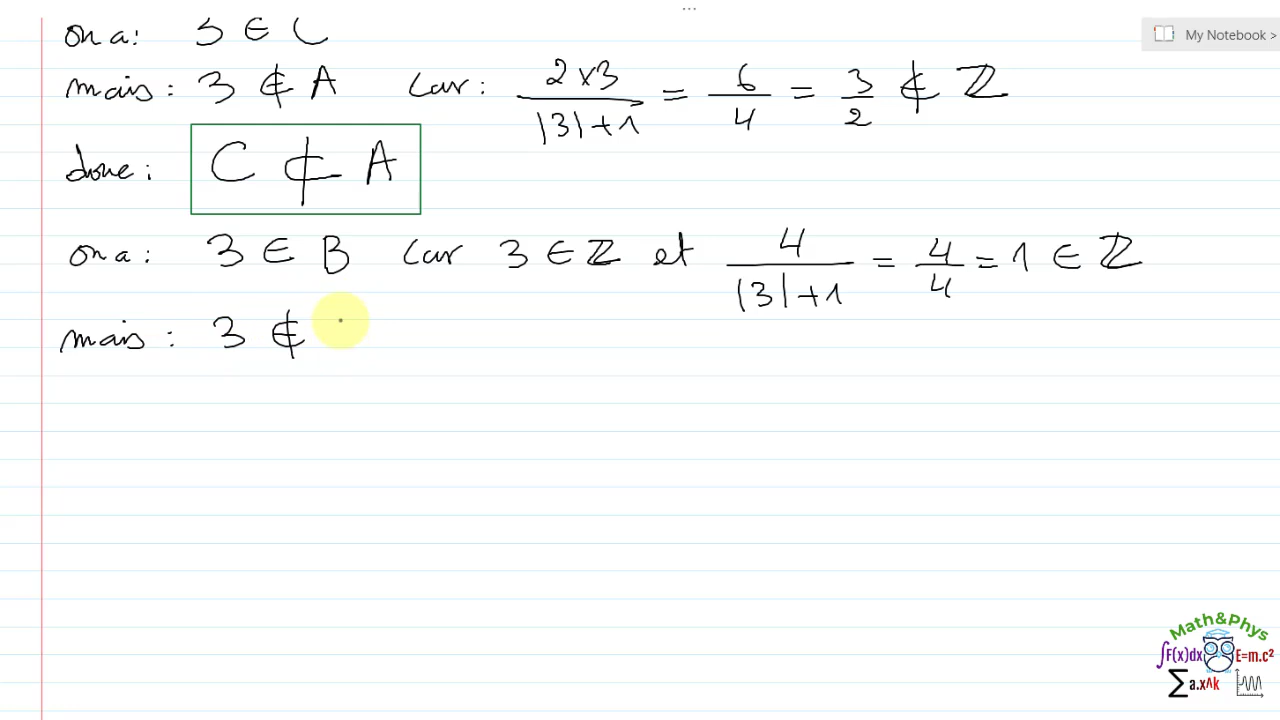 ...
My Notebook >
on a: 3 ∈ C
mais: 3 ∉ A car: 2×3 / |3|+1 = 6/4 = 3/2 ∉ ℤ
donc: C ⊄ A
on a: 3 ∈ B car 3 ∈ ℤ et 4 / |3|+1 = 4/4 = 1 ∈ ℤ
mais: 3 ∉
Math&Phys
∫F(x)dx E=m.c²
∑ a.x^k